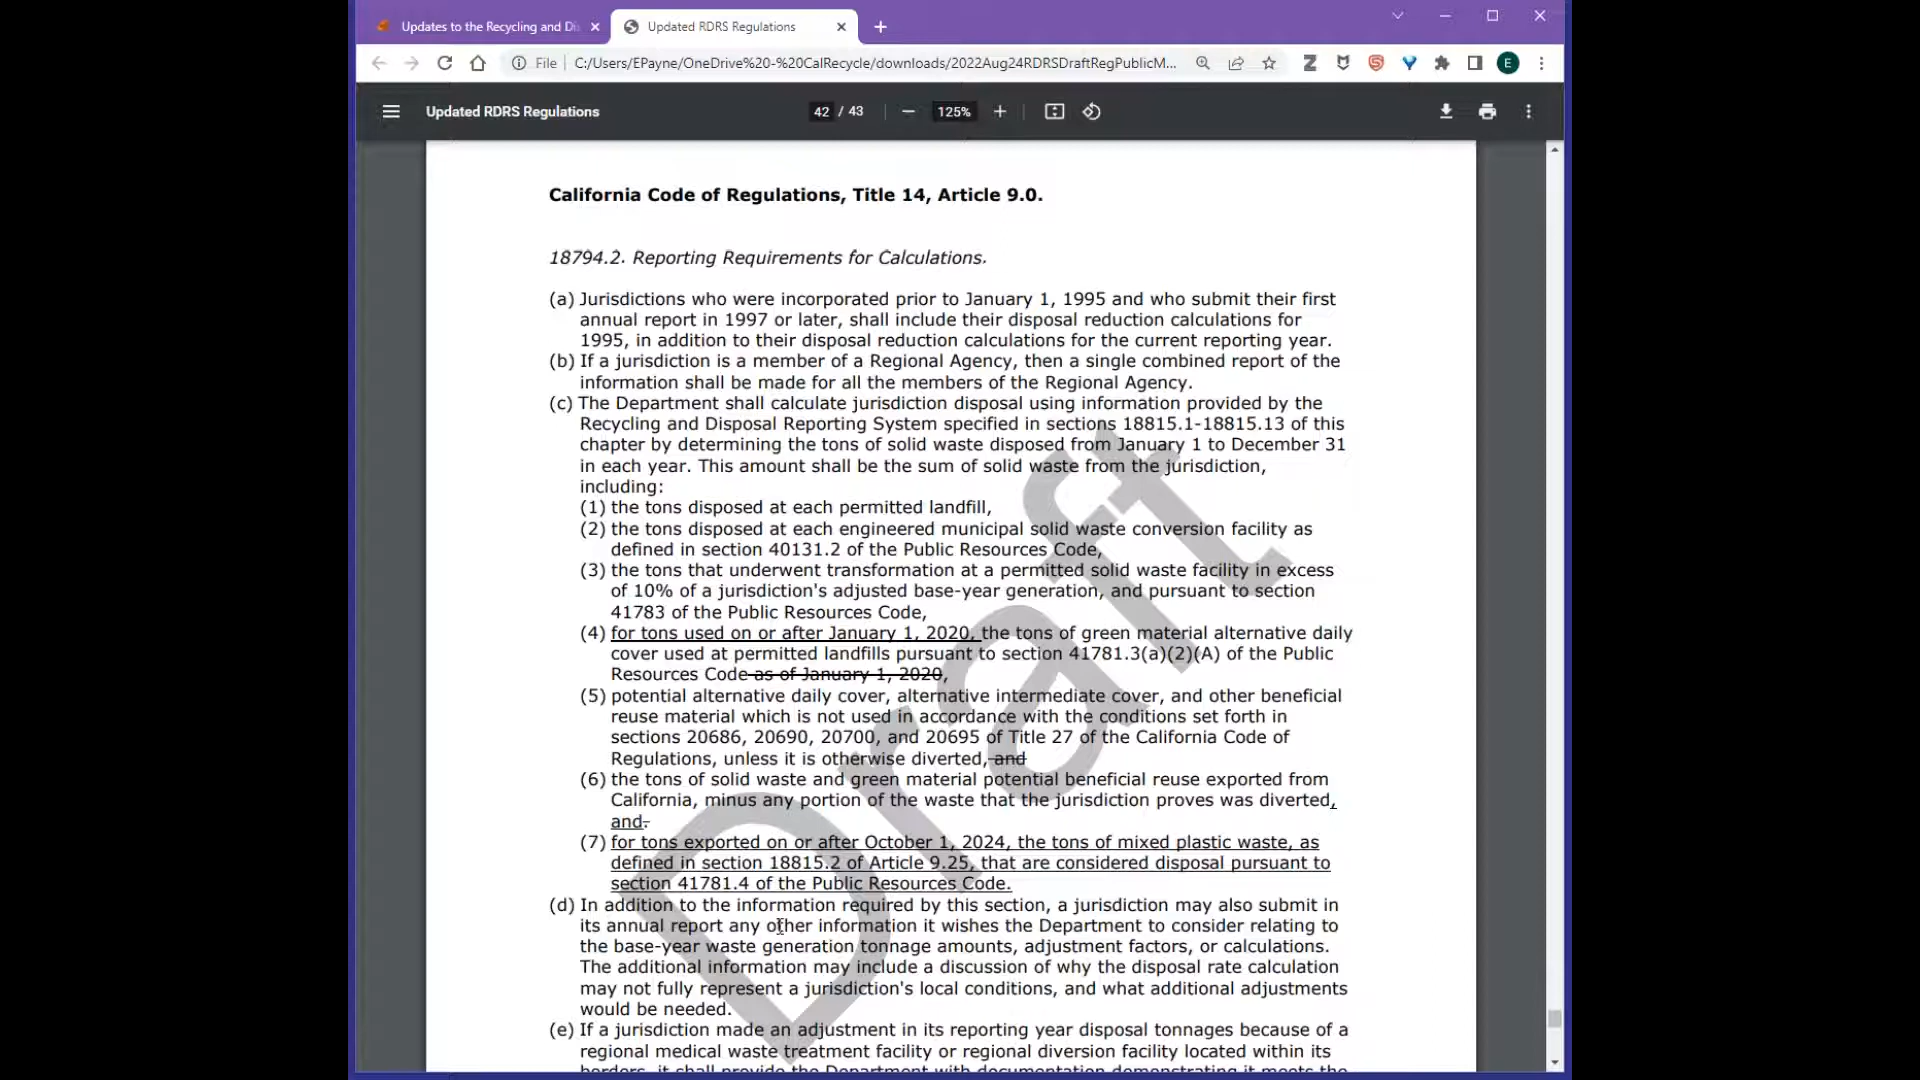 Updates to the Recycling and Di
Updated RDRS Regulations
File
C:/Users/EPayne/OneDrive%20-%20CalRecycle/downloads/2022Aug24RDRSDraftRegPublicM...
E
Updated RDRS Regulations
42 / 43
125%
California Code of Regulations, Title 14, Article 9.0.
18794.2. Reporting Requirements for Calculations.
(a) Jurisdictions who were incorporated prior to January 1, 1995 and who submit their first
annual report in 1997 or later, shall include their disposal reduction calculations for
1995, in addition to their disposal reduction calculations for the current reporting year.
(b) If a jurisdiction is a member of a Regional Agency, then a single combined report of the
information shall be made for all the members of the Regional Agency.
(c) The Department shall calculate jurisdiction disposal using information provided by the
Recycling and Disposal Reporting System specified in sections 18815.1-18815.13 of this
chapter by determining the tons of solid waste disposed from January 1 to December 31
in each year. This amount shall be the sum of solid waste from the jurisdiction,
including:
(1) the tons disposed at each permitted landfill,
(2) the tons disposed at each engineered municipal solid waste conversion facility as
defined in section 40131.2 of the Public Resources Code,
(3) the tons that underwent transformation at a permitted solid waste facility in excess
of 10% of a jurisdiction's adjusted base-year generation, and pursuant to section
41783 of the Public Resources Code,
(4) for tons used on or after January 1, 2020, the tons of green material alternative daily
cover used at permitted landfills pursuant to section 41781.3(a)(2)(A) of the Public
Resources Code as of January 1, 2020,
(5) potential alternative daily cover, alternative intermediate cover, and other beneficial
reuse material which is not used in accordance with the conditions set forth in
sections 20686, 20690, 20700, and 20695 of Title 27 of the California Code of
Regulations, unless it is otherwise diverted, and
(6) the tons of solid waste and green material potential beneficial reuse exported from
California, minus any portion of the waste that the jurisdiction proves was diverted,
and.
(7) for tons exported on or after October 1, 2024, the tons of mixed plastic waste, as
defined in section 18815.2 of Article 9.25, that are considered disposal pursuant to
section 41781.4 of the Public Resources Code.
(d) In addition to the information required by this section, a jurisdiction may also submit in
its annual report any other information it wishes the Department to consider relating to
the base-year waste generation tonnage amounts, adjustment factors, or calculations.
The additional information may include a discussion of why the disposal rate calculation
may not fully represent a jurisdiction's local conditions, and what additional adjustments
would be needed.
(e) If a jurisdiction made an adjustment in its reporting year disposal tonnages because of a
regional medical waste treatment facility or regional diversion facility located within its
borders, it shall provide the Department with documentation demonstrating it meets the
Draft